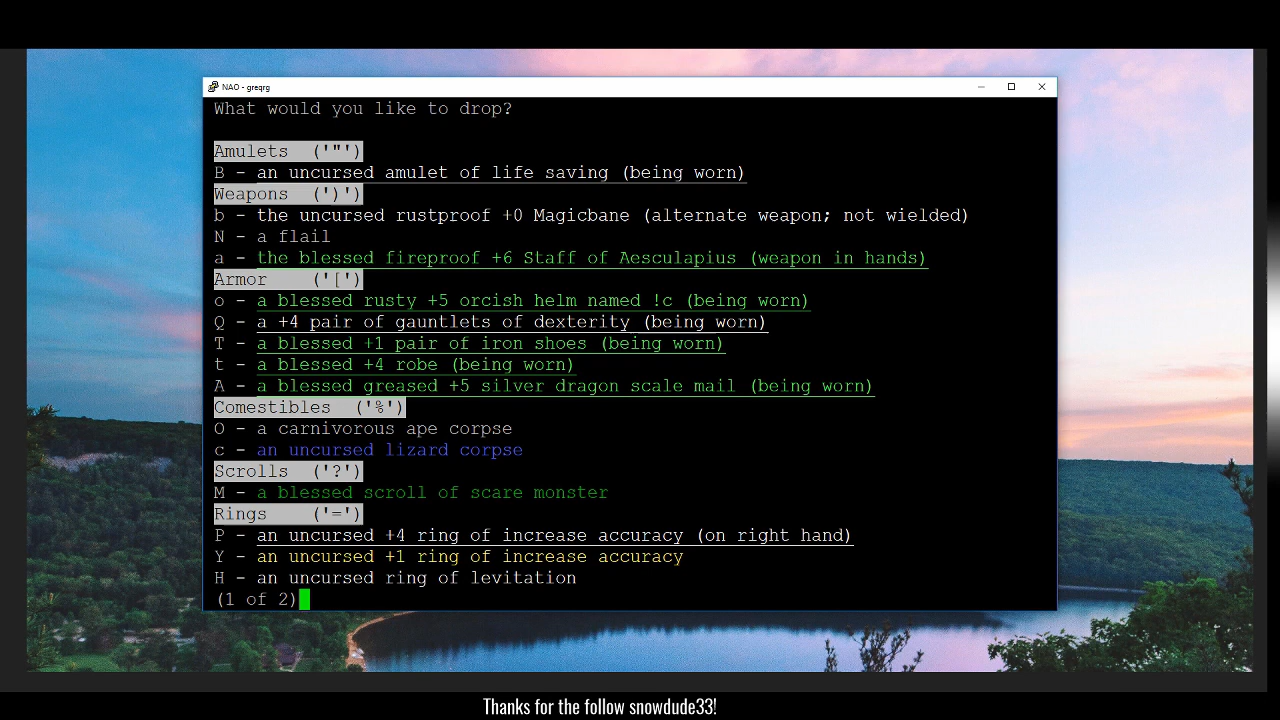 NAO - greqrg
What would you like to drop?
Amulets ('"')
B - an uncursed amulet of life saving (being worn)
Weapons (')')
b - the uncursed rustproof +0 Magicbane (alternate weapon; not wielded)
N - a flail
a - the blessed fireproof +6 Staff of Aesculapius (weapon in hands)
Armor ('[')
o - a blessed rusty +5 orcish helm named !c (being worn)
Q - a +4 pair of gauntlets of dexterity (being worn)
T - a blessed +1 pair of iron shoes (being worn)
t - a blessed +4 robe (being worn)
A - a blessed greased +5 silver dragon scale mail (being worn)
Comestibles ('%')
O - a carnivorous ape corpse
c - an uncursed lizard corpse
Scrolls ('?')
M - a blessed scroll of scare monster
Rings ('=')
P - an uncursed +4 ring of increase accuracy (on right hand)
Y - an uncursed +1 ring of increase accuracy
H - an uncursed ring of levitation
(1 of 2)
Thanks for the follow snowdude33!